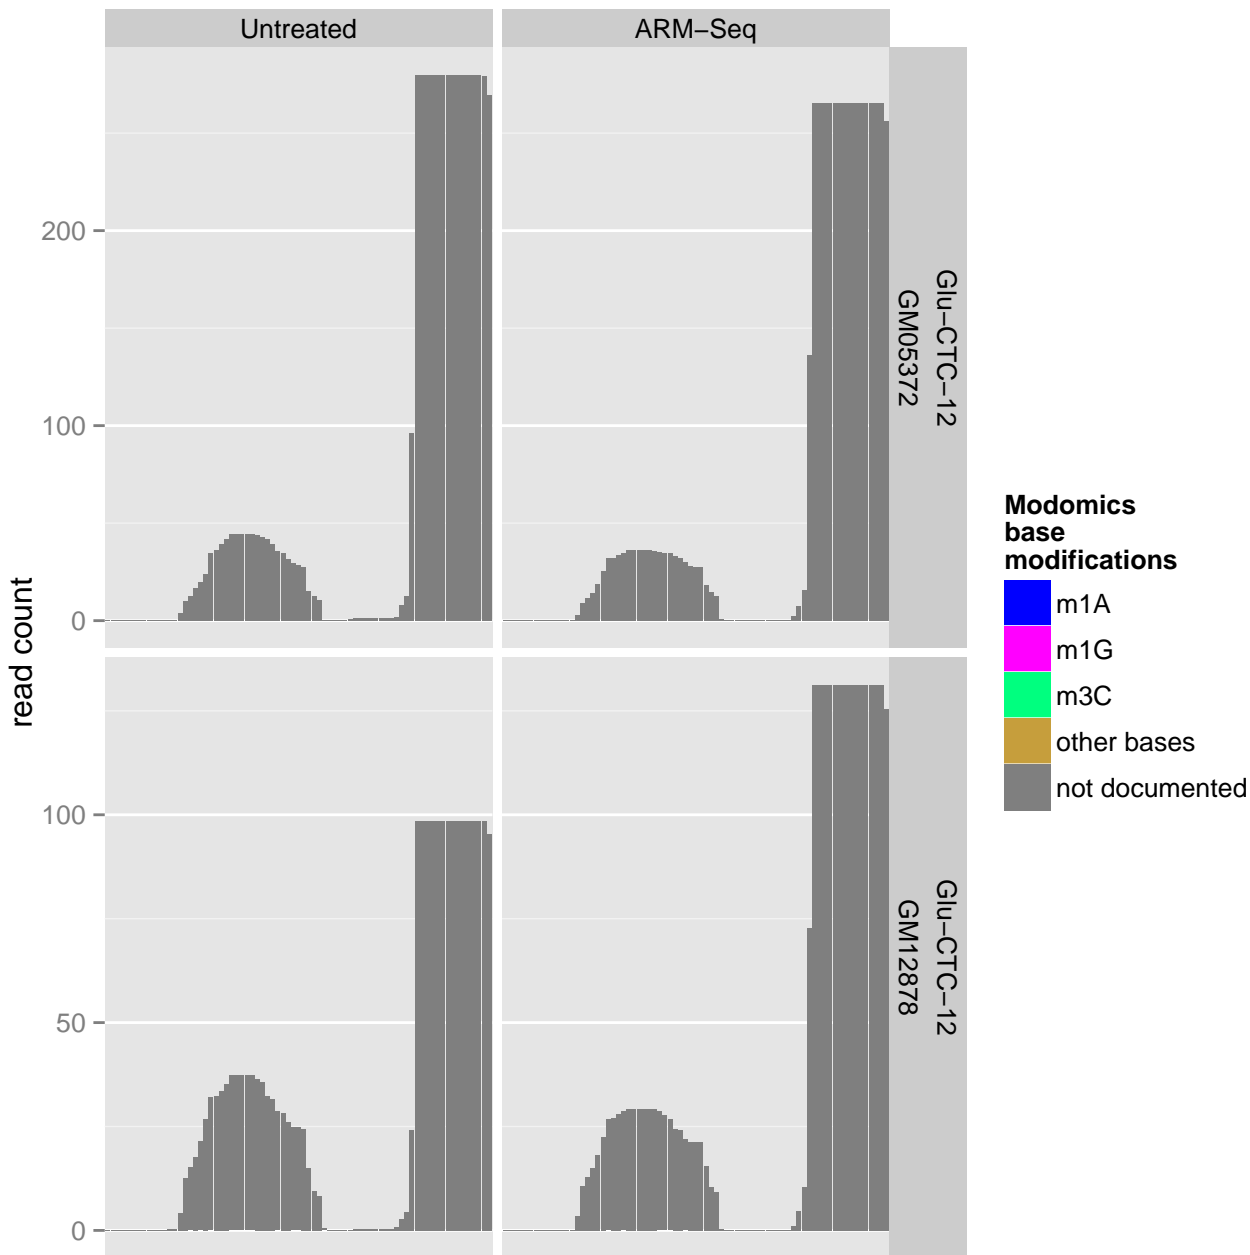 Untreated
ARM−Seq
200
100
0
Glu−CTC−12
GM05372
read count
100
50
0
Glu−CTC−12
GM12878
Modomics
base
modifications
m1A
m1G
m3C
other bases
not documented